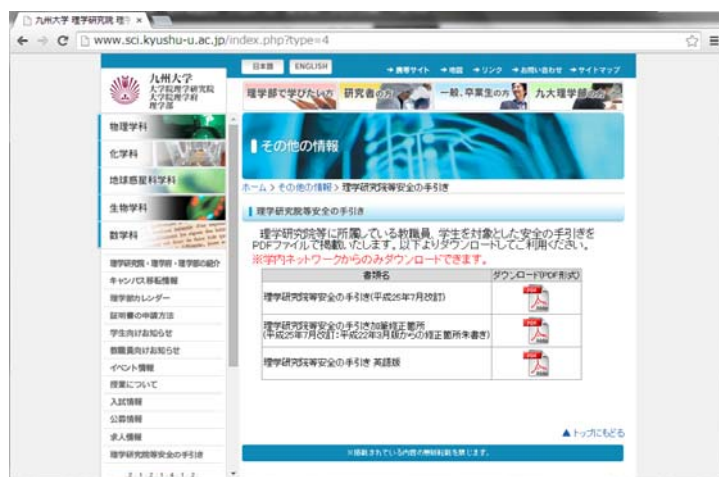 九州大学 理学研究院 理
www.sci.kyushu-u.ac.jp/index.php?type=4
日本語 ENGLISH
→携帯サイト →地図 →リンク →お問い合わせ →サイトマップ
九州大学
大学院理学研究院
大学院理学府
理学部
理学部で学びたい方 研究者の方 一般、卒業生の方 九大理学部
物理学科
化学科
地球惑星科学科
生物学科
数学科
理学研究院・理学府・理学部の紹介
キャンパス移転情報
理学部カレンダー
証明書の申請方法
学生向けお知らせ
教職員向けお知らせ
イベント情報
授業について
入試情報
公募情報
求人情報
理学研究院等安全の手引き
その他の情報
ホーム > その他の情報 > 理学研究院等安全の手引き
理学研究院等安全の手引き
理学研究院等に所属している教職員、学生を対象とした安全の手引きを
PDFファイルで掲載いたします。以下よりダウンロードしてご利用ください。
※学内ネットワークからのみダウンロードできます。
書類名 ダウンロード(PDF形式)
理学研究院等安全の手引き(平成25年7月改訂)
理学研究院等安全の手引き加筆修正箇所
(平成25年7月改訂:平成22年3月版からの修正箇所朱書き)
理学研究院等安全の手引き 英語版
▲トップにもどる
※掲載されている内容の無断転載を禁じます。